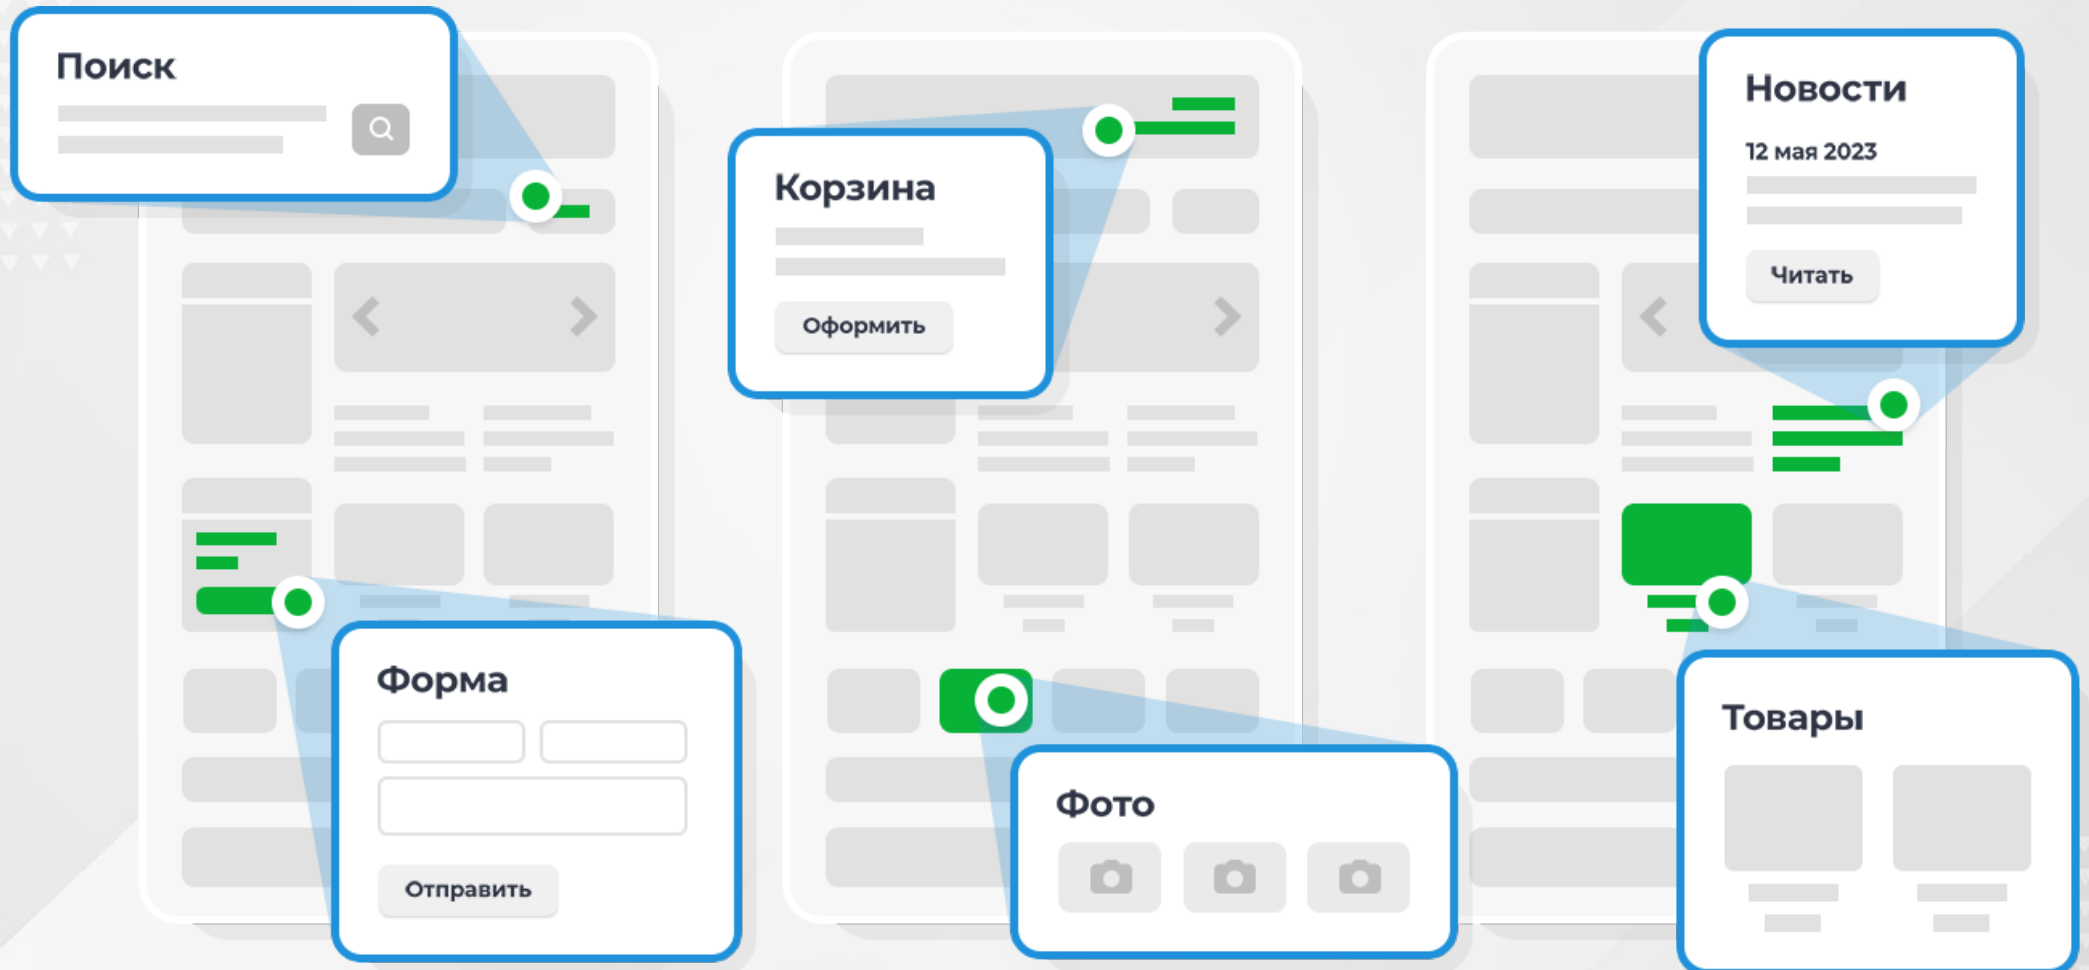 Поиск
Форма
Отправить
Корзина
Оформить
Фото
Новости
12 мая 2023
Читать
Товары